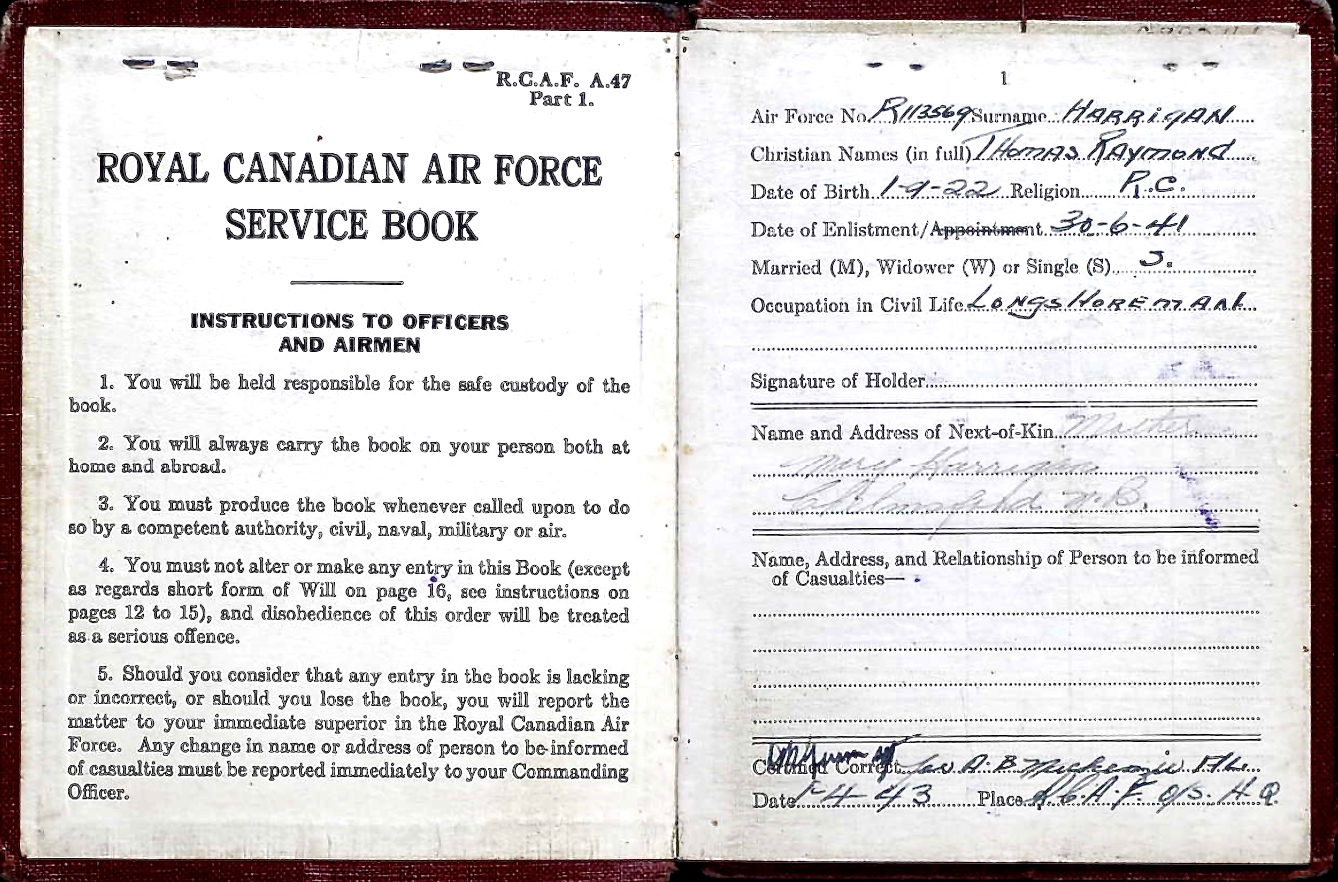 R.C.A.F. A.47
Part 1.
ROYAL CANADIAN AIR FORCE
SERVICE BOOK
INSTRUCTIONS TO OFFICERS
AND AIRMEN
1. You will be held responsible for the safe custody of the
book.
2. You will always carry the book on your person both at
home and abroad.
3. You must produce the book whenever called upon to do
so by a competent authority, civil, naval, military or air.
4. You must not alter or make any entry in this Book (except
as regards short form of Will on page 16, see instructions on
pages 12 to 15), and disobedience of this order will be treated
as a serious offence.
5. Should you consider that any entry in the book is lacking
or incorrect, or should you lose the book, you will report the
matter to your immediate superior in the Royal Canadian Air
Force. Any change in name or address of person to be informed
of casualties must be reported immediately to your Commanding
Officer.
1
Air Force No. R113569 Surname HARRIGAN
Christian Names (in full) THOMAS RAYMOND
Date of Birth 1-9-22 Religion R.C.
Date of Enlistment/Appointment 30-6-41
Married (M), Widower (W) or Single (S) S.
Occupation in Civil Life LONGSHOREMAN
Signature of Holder
Name and Address of Next-of-Kin Mother
Mary Harrigan
N.B.
Name, Address, and Relationship of Person to be informed
of Casualties—
Certified Correct for A. B. F/L.
Date 1-4-43 Place R.C.A.F. O/S. H.Q.